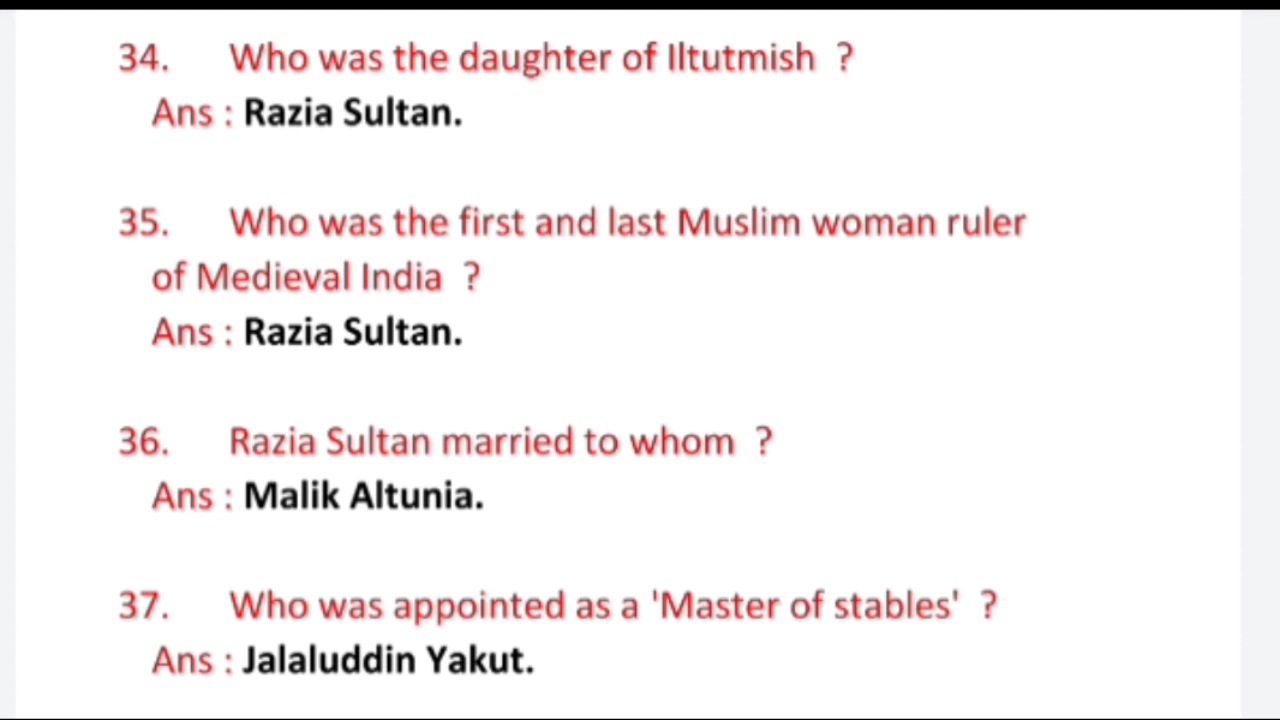 34. Who was the daughter of Iltutmish ?
Ans : Razia Sultan.
35. Who was the first and last Muslim woman ruler
of Medieval India ?
Ans : Razia Sultan.
36. Razia Sultan married to whom ?
Ans : Malik Altunia.
37. Who was appointed as a 'Master of stables' ?
Ans : Jalaluddin Yakut.